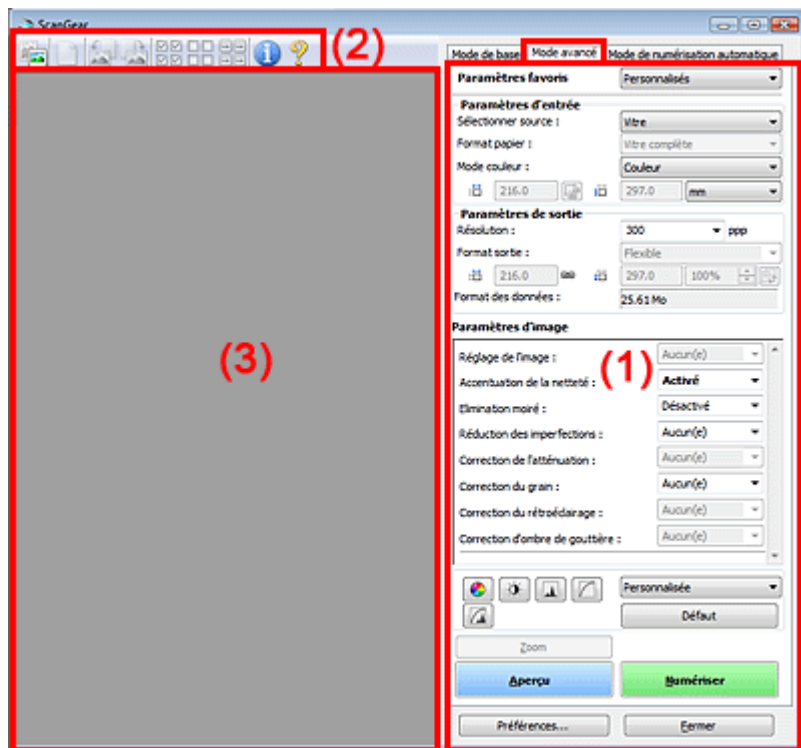 ScanGear
(2)
Mode de base Mode avancé Mode de numérisation automatique
Paramètres favoris Personnalisés
Paramètres d'entrée
Sélectionner source : Vitre
Format papier : Vitre complète
Mode couleur : Couleur
216.0 297.0 mm
Paramètres de sortie
Résolution : 300 ppp
Format sortie : Flexible
216.0 297.0 100%
Format des données : 25.61 Mo
Paramètres d'image
(3)
(1)
Réglage de l'image : Aucun(e)
Accentuation de la netteté : Activé
Elimination moiré : Désactivé
Réduction des imperfections : Aucun(e)
Correction de l'atténuation : Aucun(e)
Correction du grain : Aucun(e)
Correction du rétroéclairage : Aucun(e)
Correction d'ombre de gouttière : Aucun(e)
Personnalisée
Défaut
Zoom
Aperçu Numériser
Préférences... Fermer